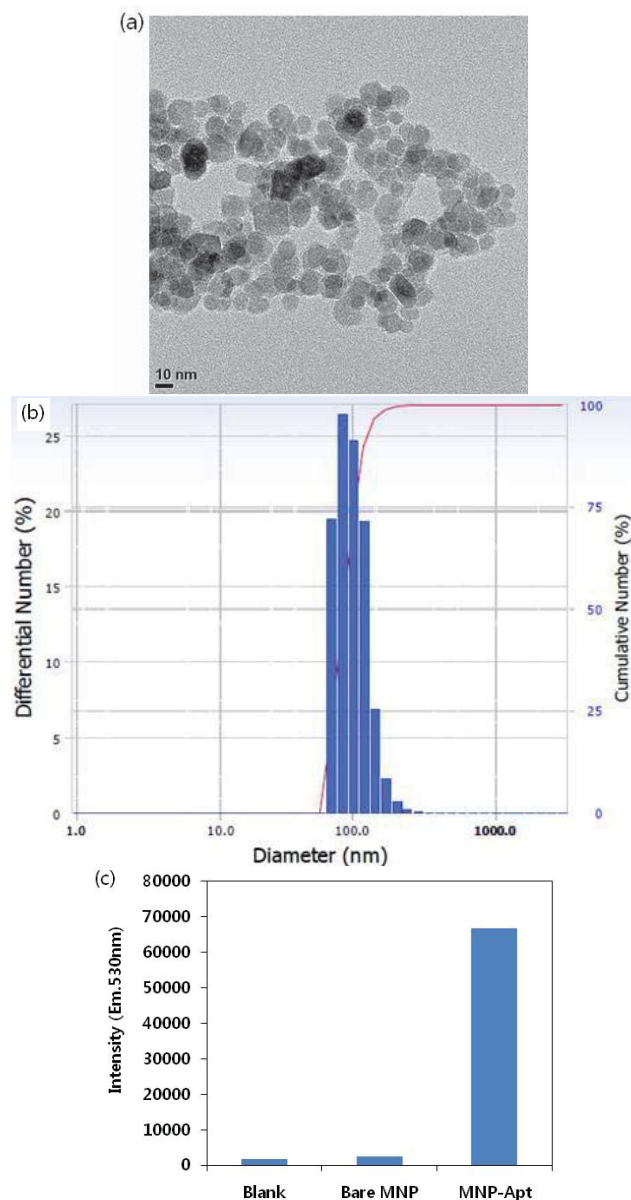 (a)
10 nm
(b)
25
20
15
10
5
0
Differential Number (%)
100
75
50
25
0
Cumulative Number (%)
1.0 10.0 100.0 1000.0
Diameter (nm)
(c)
80000
70000
60000
50000
40000
30000
20000
10000
0
Intensity (Em.530nm)
Blank Bare MNP MNP-Apt